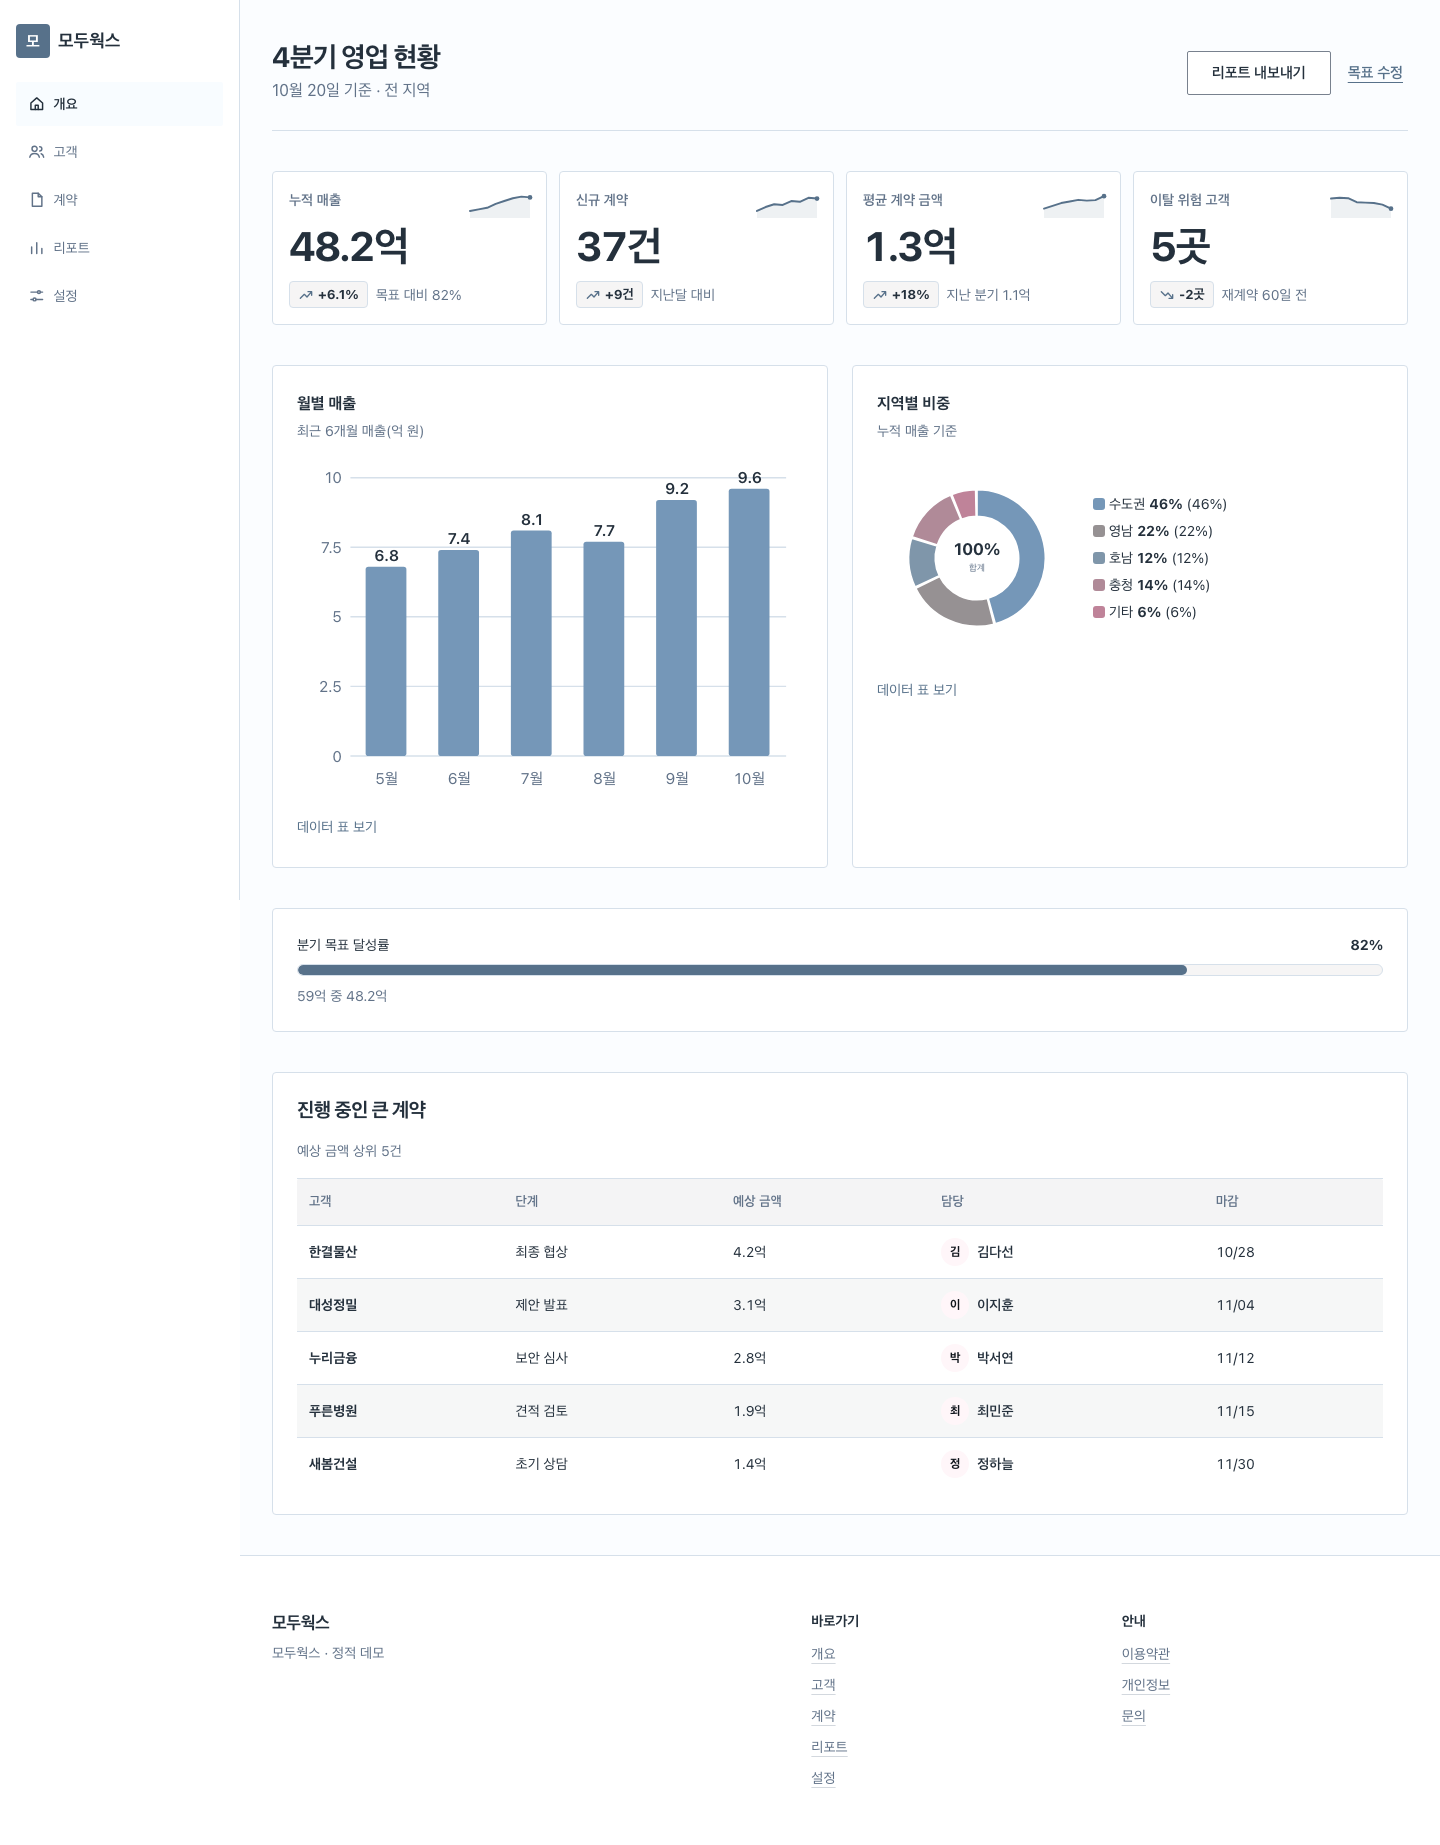 모 모두웍스
개요
고객
계약
리포트
설정
4분기 영업 현황
10월 20일 기준 · 전 지역
리포트 내보내기
목표 수정
누적 매출
48.2억
+6.1% 목표 대비 82%
신규 계약
37건
+9건 지난달 대비
평균 계약 금액
1.3억
+18% 지난 분기 1.1억
이탈 위험 고객
5곳
-2곳 재계약 60일 전
월별 매출
최근 6개월 매출(억 원)
10
7.5
5
2.5
0
6.8
7.4
8.1
7.7
9.2
9.6
5월 6월 7월 8월 9월 10월
데이터 표 보기
지역별 비중
누적 매출 기준
100%
합계
수도권 46% (46%)
영남 22% (22%)
호남 12% (12%)
충청 14% (14%)
기타 6% (6%)
데이터 표 보기
분기 목표 달성률 82%
59억 중 48.2억
진행 중인 큰 계약
예상 금액 상위 5건
고객 단계 예상 금액 담당 마감
한결물산 최종 협상 4.2억 김 김다선 10/28
대성정밀 제안 발표 3.1억 이 이지훈 11/04
누리금융 보안 심사 2.8억 박 박서연 11/12
푸른병원 견적 검토 1.9억 최 최민준 11/15
새봄건설 초기 상담 1.4억 정 정하늘 11/30
모두웍스
모두웍스 · 정적 데모
바로가기
개요
고객
계약
리포트
설정
안내
이용약관
개인정보
문의